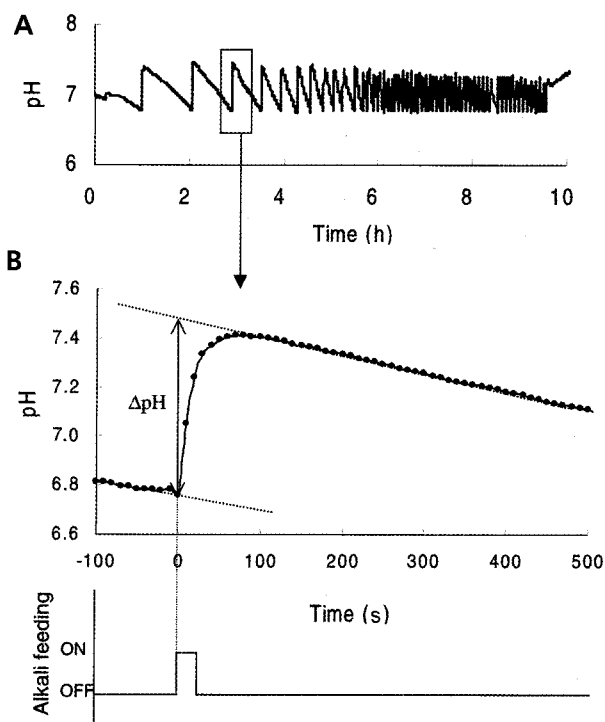 A
8
7
6
pH
0 2 4 6 8 10
Time (h)
B
7.6
7.4
7.2
7.0
6.8
6.6
pH
ΔpH
-100 0 100 200 300 400 500
Time (s)
Alkali feeding
ON
OFF